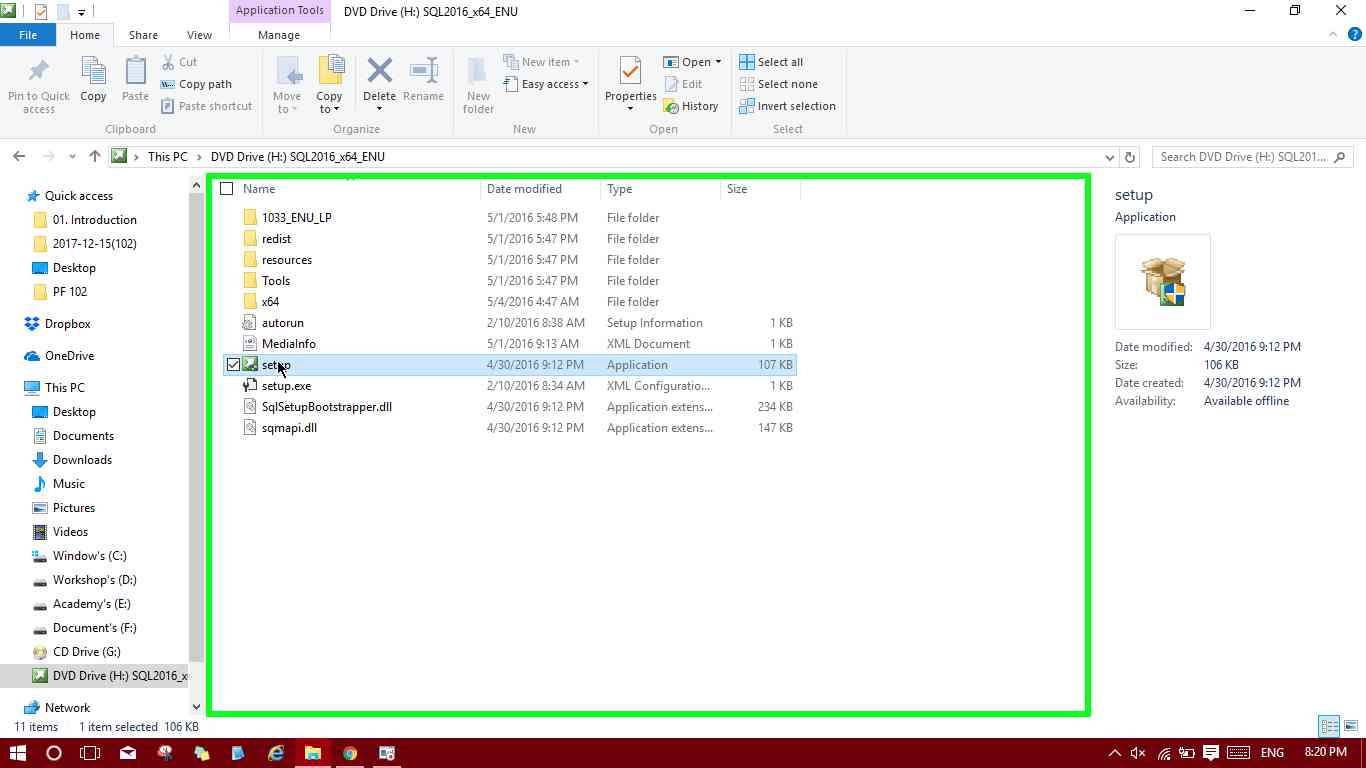 Application Tools
DVD Drive (H:) SQL2016_x64_ENU
File
Home
Share
View
Manage
Pin to Quick access
Copy
Paste
Cut
Copy path
Paste shortcut
Clipboard
Move to
Copy to
Delete
Rename
Organize
New folder
New item
Easy access
New
Properties
Open
Edit
History
Open
Select all
Select none
Invert selection
Select
This PC > DVD Drive (H:) SQL2016_x64_ENU
Search DVD Drive (H:) SQL201...
Quick access
01. Introduction
2017-12-15(102)
Desktop
PF 102
Dropbox
OneDrive
This PC
Desktop
Documents
Downloads
Music
Pictures
Videos
Window's (C:)
Workshop's (D:)
Academy's (E:)
Document's (F:)
CD Drive (G:)
DVD Drive (H:) SQL2016_x
Network
Name Date modified Type Size
1033_ENU_LP 5/1/2016 5:48 PM File folder
redist 5/1/2016 5:47 PM File folder
resources 5/1/2016 5:47 PM File folder
Tools 5/1/2016 5:47 PM File folder
x64 5/4/2016 4:47 AM File folder
autorun 2/10/2016 8:38 AM Setup Information 1 KB
MediaInfo 5/1/2016 9:13 AM XML Document 1 KB
setup 4/30/2016 9:12 PM Application 107 KB
setup.exe 2/10/2016 8:34 AM XML Configuratio... 1 KB
SqlSetupBootstrapper.dll 4/30/2016 9:12 PM Application extens... 234 KB
sqmapi.dll 4/30/2016 9:12 PM Application extens... 147 KB
setup
Application
Date modified: 4/30/2016 9:12 PM
Size: 106 KB
Date created: 4/30/2016 9:12 PM
Availability: Available offline
11 items 1 item selected 106 KB
ENG
8:20 PM